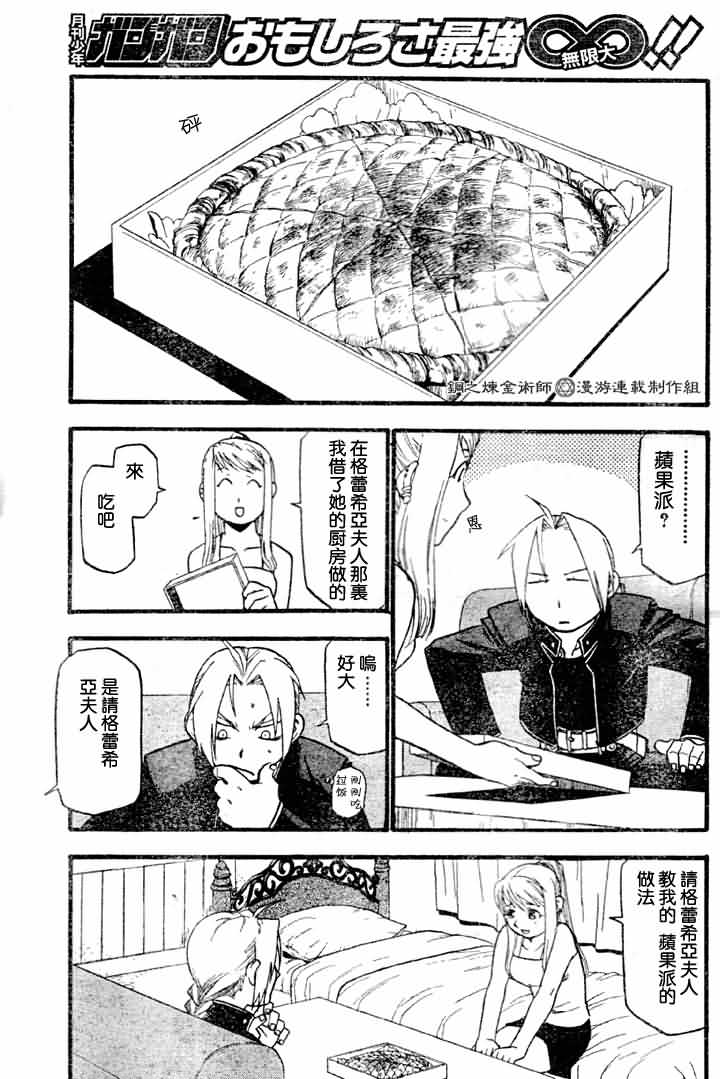 月刊少年
ガンガン
おもしろさ最強
無限大
!!
砰
鋼之煉金術師
漫游連載制作組
………
蘋果派?
恩
在格蕾希亞夫人那裏
我借了她的厨房做的
來
吃吧
嗚……
好大
剛剛吃
过饭
是請格蕾希
亞夫人
請格蕾希亞夫人
教我的 蘋果派的
做法